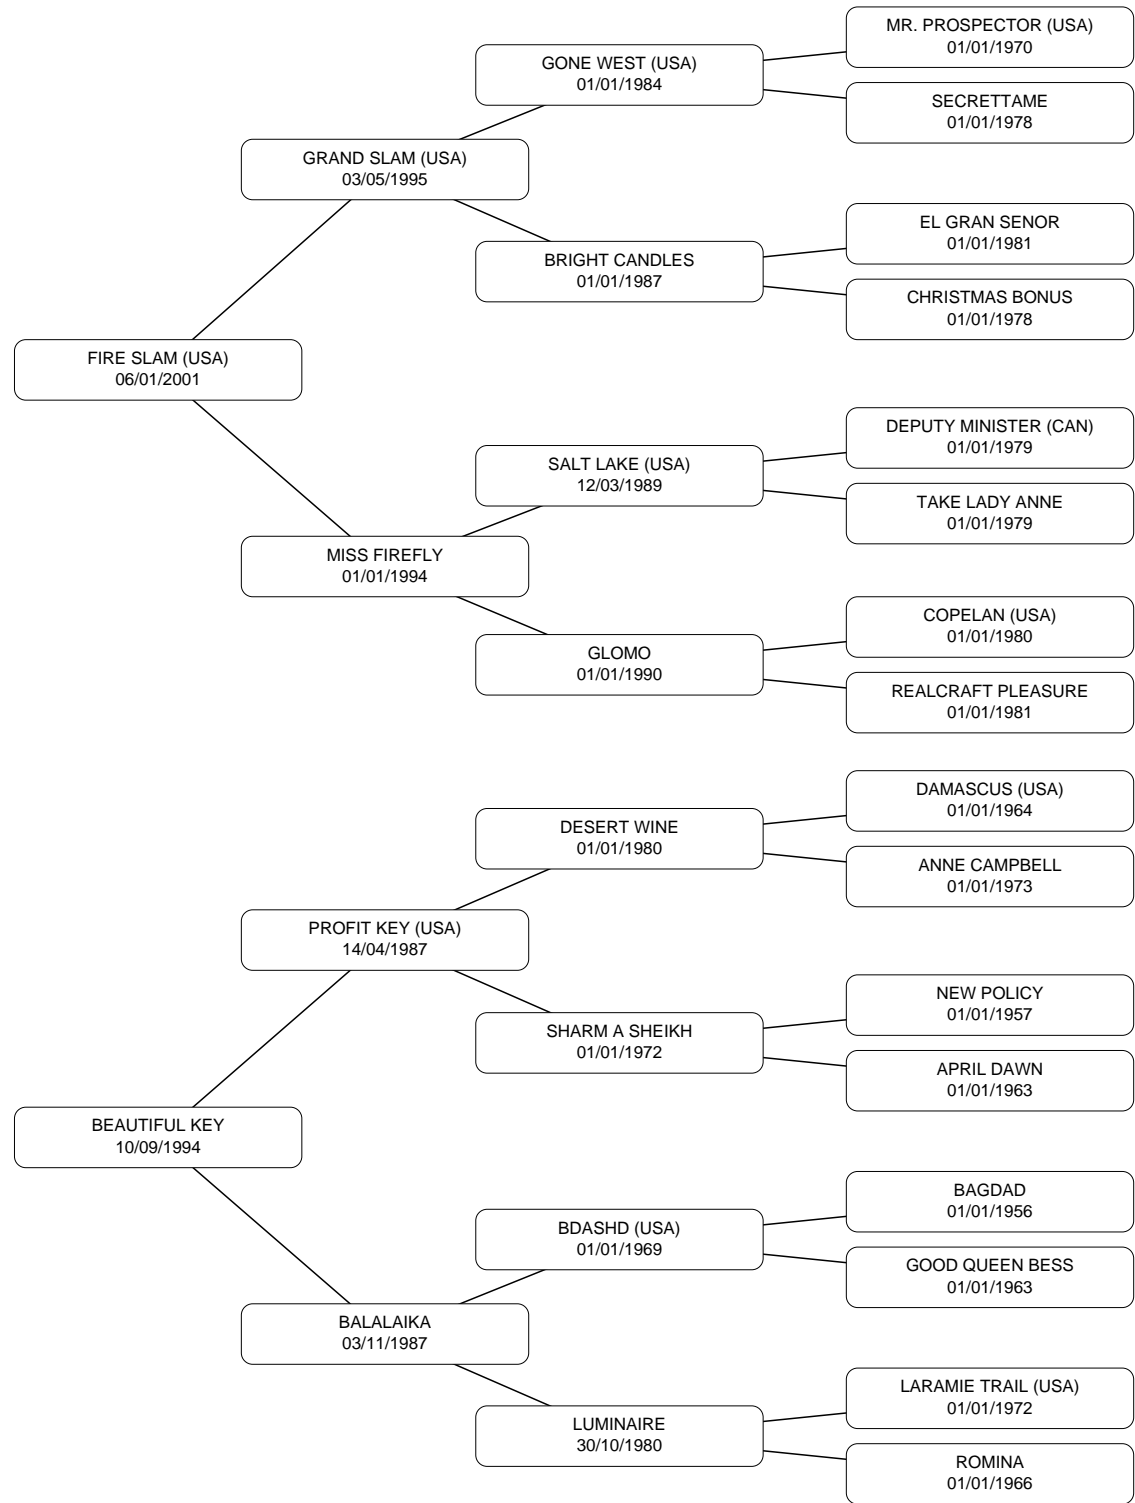 MR. PROSPECTOR (USA)
01/01/1970
GONE WEST (USA)
01/01/1984
SECRETTAME
01/01/1978
GRAND SLAM (USA)
03/05/1995
EL GRAN SENOR
01/01/1981
BRIGHT CANDLES
01/01/1987
CHRISTMAS BONUS
01/01/1978
FIRE SLAM (USA)
06/01/2001
DEPUTY MINISTER (CAN)
01/01/1979
SALT LAKE (USA)
12/03/1989
TAKE LADY ANNE
01/01/1979
MISS FIREFLY
01/01/1994
COPELAN (USA)
01/01/1980
GLOMO
01/01/1990
REALCRAFT PLEASURE
01/01/1981
DAMASCUS (USA)
01/01/1964
DESERT WINE
01/01/1980
ANNE CAMPBELL
01/01/1973
PROFIT KEY (USA)
14/04/1987
NEW POLICY
01/01/1957
SHARM A SHEIKH
01/01/1972
APRIL DAWN
01/01/1963
BEAUTIFUL KEY
10/09/1994
BAGDAD
01/01/1956
BDASHD (USA)
01/01/1969
GOOD QUEEN BESS
01/01/1963
BALALAIKA
03/11/1987
LARAMIE TRAIL (USA)
01/01/1972
LUMINAIRE
30/10/1980
ROMINA
01/01/1966